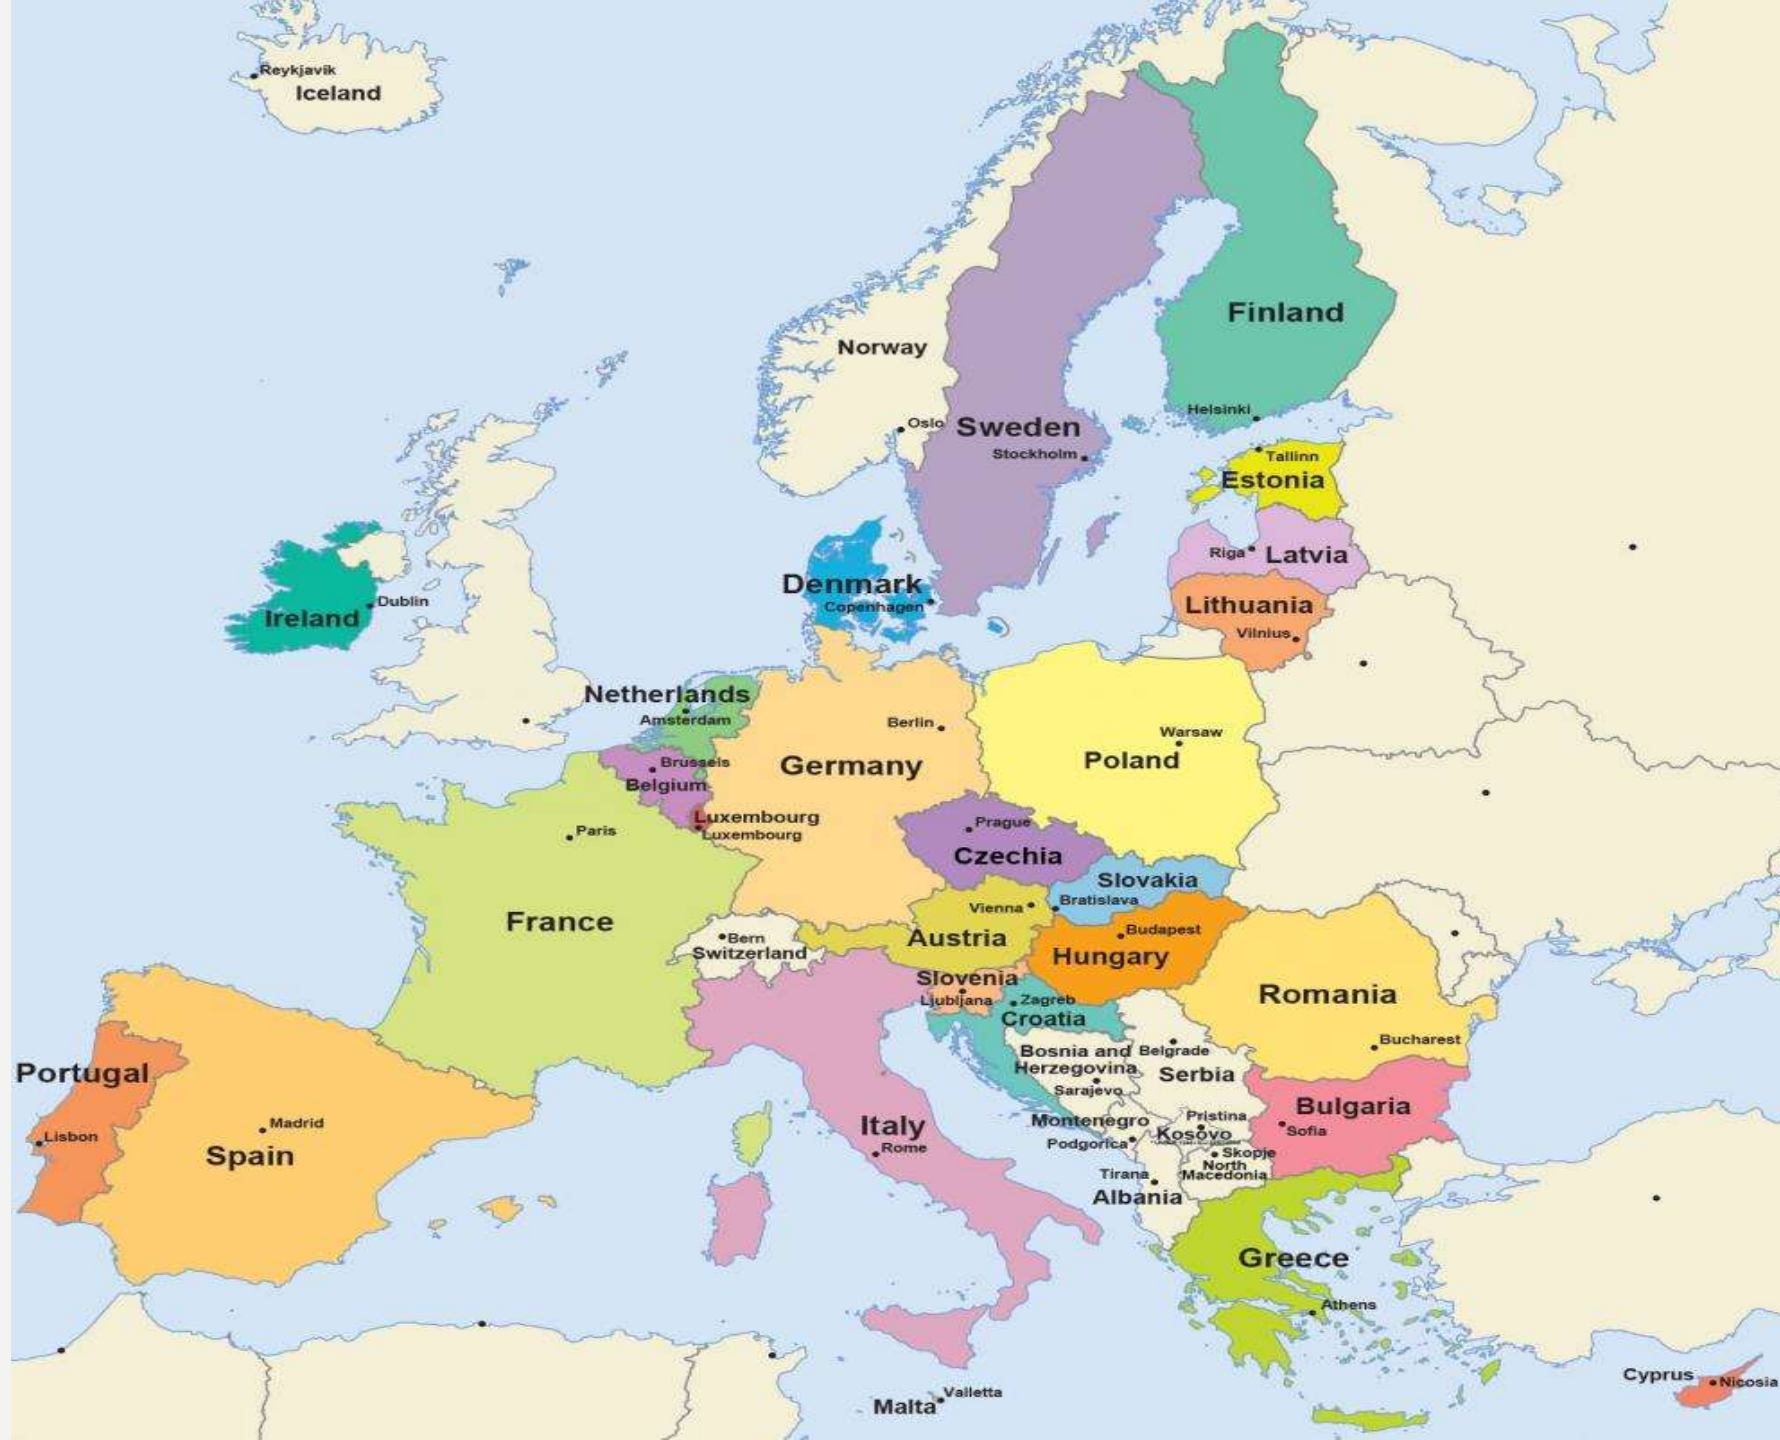 Reykjavik
Iceland
Finland
Norway
Helsinki
Oslo
Sweden
Stockholm
Tallinn
Estonia
Riga
Latvia
Denmark
Copenhagen
Dublin
Ireland
Lithuania
Vilnius
Netherlands
Amsterdam
Berlin
Warsaw
Poland
Brussels
Belgium
Germany
Luxembourg
Luxembourg
Paris
Prague
Czechia
Slovakia
Bratislava
Vienna
France
Bern
Switzerland
Austria
Budapest
Hungary
Slovenia
Ljubljana
Zagreb
Croatia
Romania
Bucharest
Bosnia and
Herzegovina
Sarajevo
Belgrade
Serbia
Portugal
Lisbon
Madrid
Spain
Italy
Rome
Montenegro
Podgorica
Pristina
Kosovo
Bulgaria
Sofia
Skopje
North
Macedonia
Tirana
Albania
Greece
Athens
Malta
Valletta
Cyprus
Nicosia